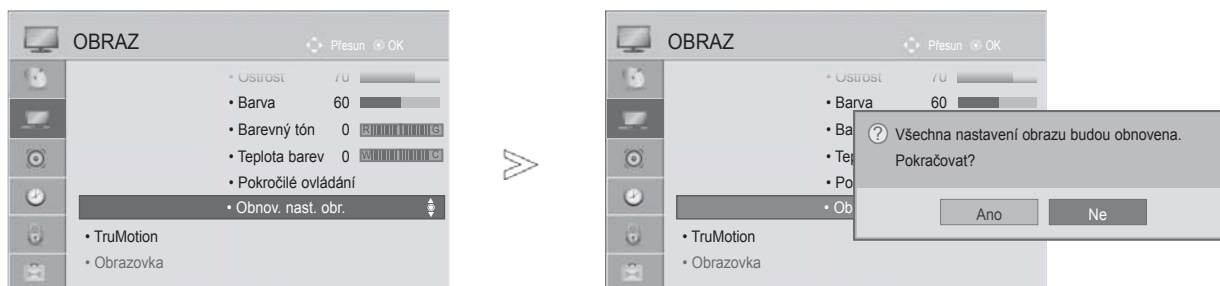 OBRAZ
Přesun OK
• Ostrost 70
• Barva 60
• Barevný tón 0 R G
• Teplota barev 0 W C
• Pokročilé ovládání
• Obnov. nast. obr.
• TruMotion
• Obrazovka
OBRAZ
Přesun OK
• Ostrost 70
• Barva 60
• Ba
• Tep
• Po
• Ob
• TruMotion
• Obrazovka
? Všechna nastavení obrazu budou obnovena.
Pokračovat?
Ano Ne